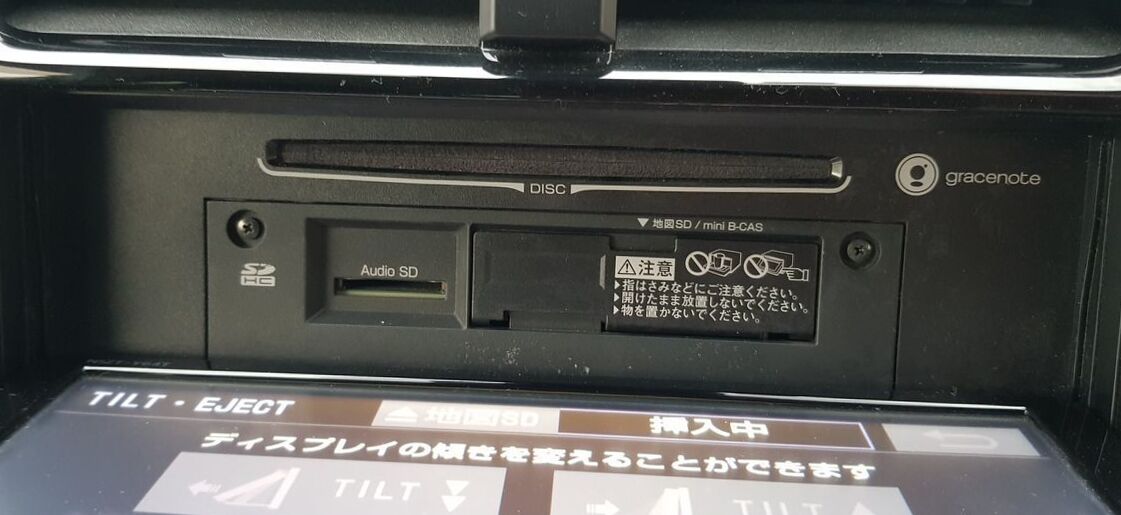 DISC
gracenote
▼地図SD / mini B-CAS
SD
HC
Audio SD
⚠注意
▶指はさみなどにご注意ください。
▶開けたまま放置しないでください。
▶物を置かないでください。
TILT・EJECT
▲地図SD
挿入中
ディスプレイの傾きを変えることができます
TILT
TILT